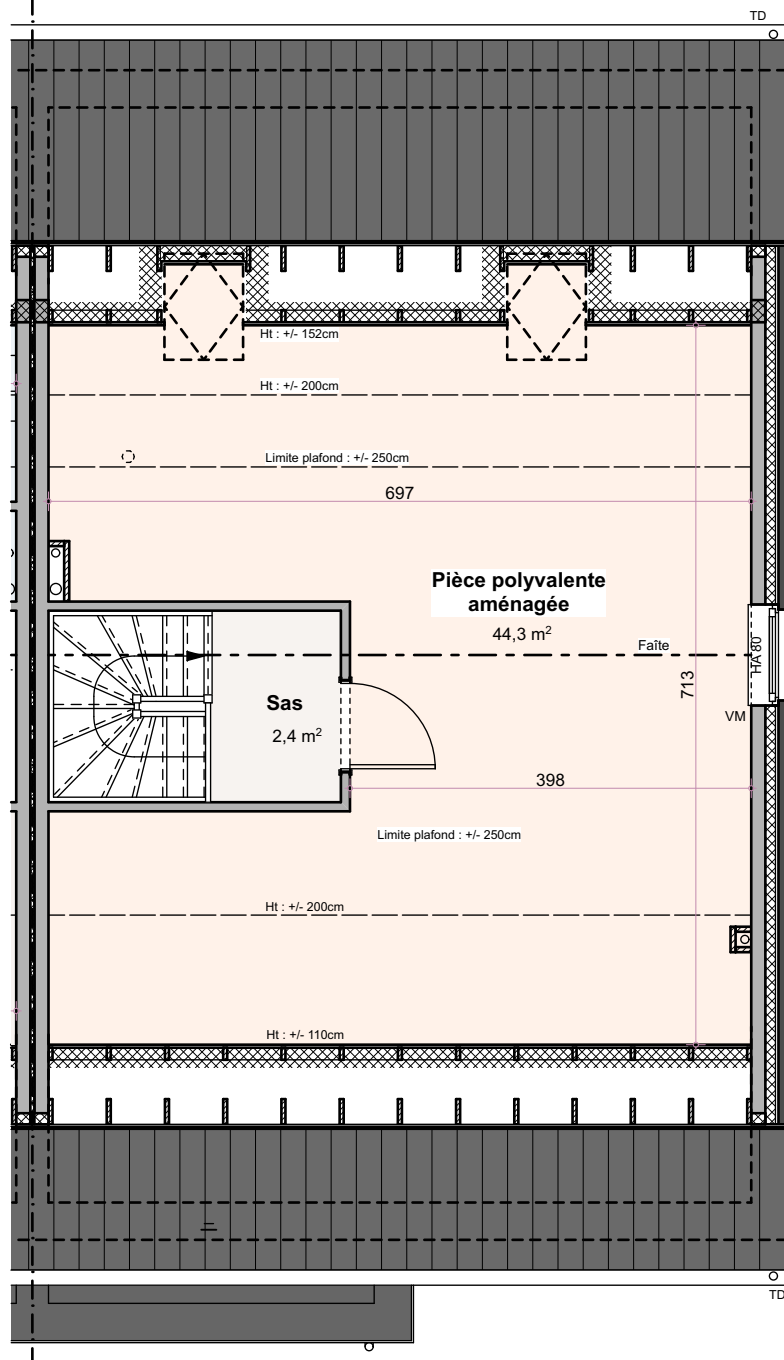 TD
Ht : +/- 152cm
Ht : +/- 200cm
Limite plafond : +/- 250cm
697
Pièce polyvalente
aménagée
44,3 m²
Faîte
HA 80
713
VM
Sas
2,4 m²
398
Limite plafond : +/- 250cm
Ht : +/- 200cm
Ht : +/- 110cm
TD